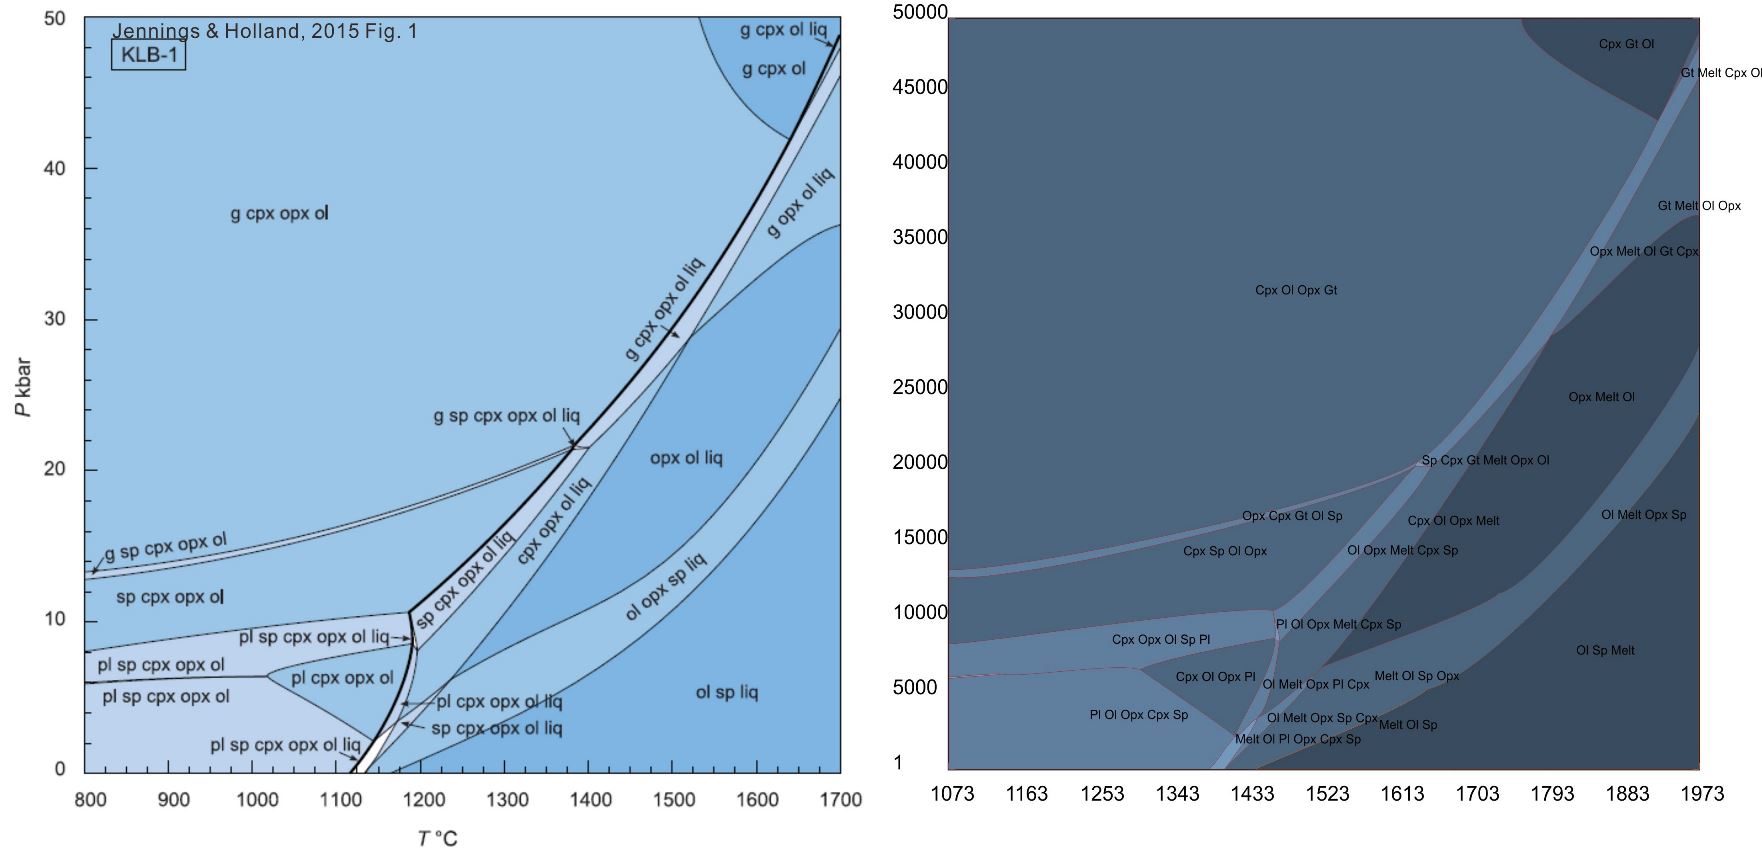 Jennings & Holland, 2015 Fig. 1
KLB-1
g cpx ol liq
g cpx ol
g cpx opx ol
g opx ol liq
g cpx opx ol liq
g sp cpx opx ol liq
opx ol liq
cpx opx ol liq
g sp cpx opx ol
sp cpx opx ol liq
sp cpx opx ol
ol opx sp liq
pl sp cpx opx ol liq
pl sp cpx opx ol
pl cpx opx ol
pl sp cpx opx ol
ol sp liq
pl cpx opx ol liq
sp cpx opx ol liq
pl sp cpx opx ol liq
50
40
30
20
10
0
P kbar
800 900 1000 1100 1200 1300 1400 1500 1600 1700
T °C
50000
45000
40000
35000
30000
25000
20000
15000
10000
5000
1
1073 1163 1253 1343 1433 1523 1613 1703 1793 1883 1973
Cpx Gt Ol
Gt Melt Cpx Ol
Gt Melt Ol Opx
Opx Melt Ol Gt Cpx
Cpx Ol Opx Gt
Opx Melt Ol
Sp Cpx Gt Melt Opx Ol
Opx Cpx Gt Ol Sp
Cpx Ol Opx Melt
Ol Melt Opx Sp
Cpx Sp Ol Opx
Ol Opx Melt Cpx Sp
Pl Ol Opx Melt Cpx Sp
Cpx Opx Ol Sp Pl
Ol Sp Melt
Cpx Ol Opx Pl
Ol Melt Opx Pl Cpx
Melt Ol Sp Opx
Pl Ol Opx Cpx Sp
Ol Melt Opx Sp Cpx
Melt Ol Sp
Melt Ol Pl Opx Cpx Sp